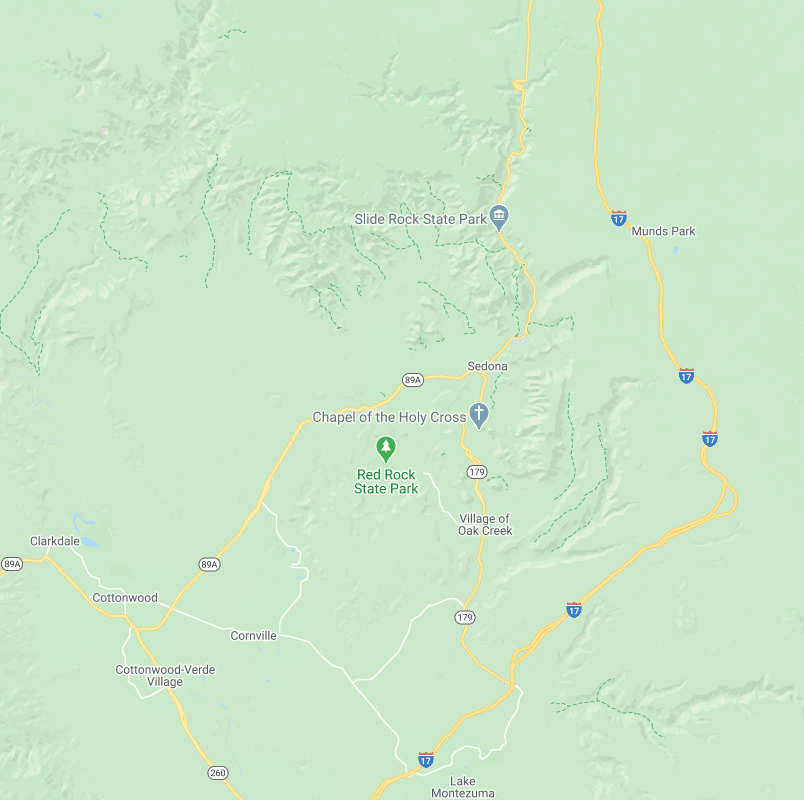 Slide Rock State Park
17
Munds Park
Sedona
17
89A
Chapel of the Holy Cross
17
Red Rock
State Park
179
Village of
Oak Creek
Clarkdale
89A
89A
Cottonwood
17
179
Cornville
Cottonwood-Verde
Village
17
260
Lake
Montezuma